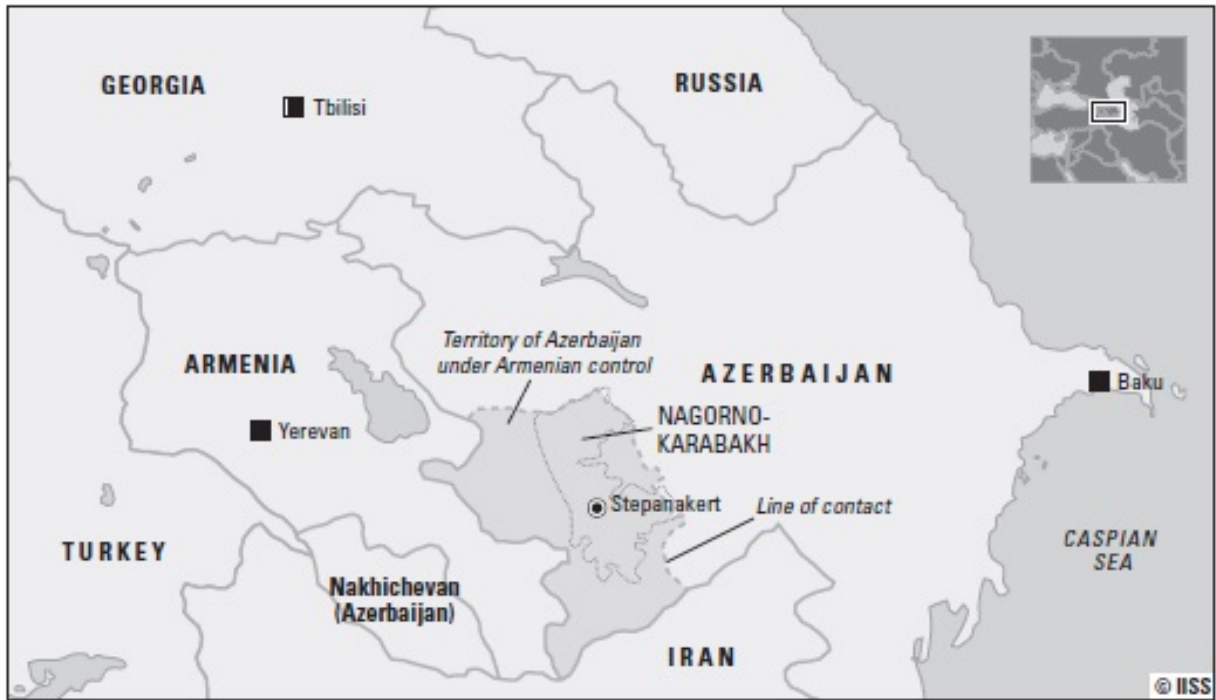 GEORGIA
Tbilisi
RUSSIA
Territory of Azerbaijan
under Armenian control
ARMENIA
AZERBAIJAN
Baku
NAGORNO-
KARABAKH
Yerevan
Stepanakert
Line of contact
CASPIAN
SEA
TURKEY
Nakhichevan
(Azerbaijan)
IRAN
© IISS